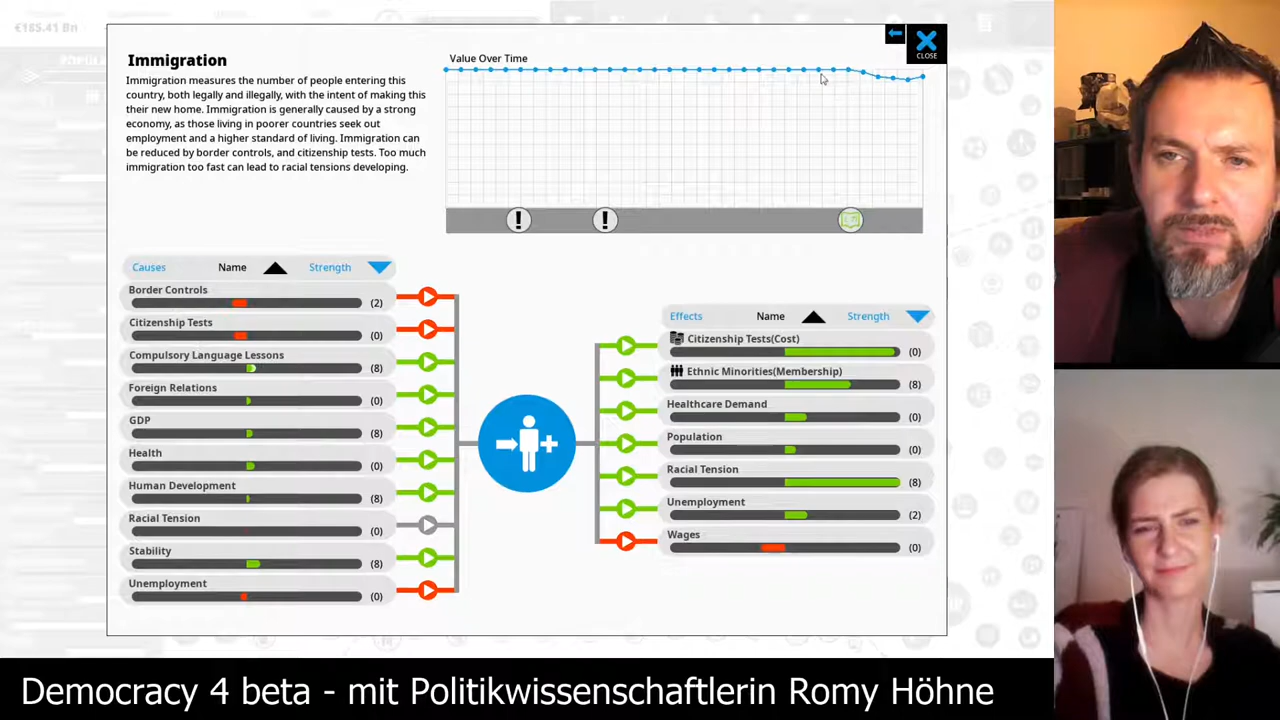 €165.41 Bn
CLOSE
Immigration
Immigration measures the number of people entering this
country, both legally and illegally, with the intent of making this
their new home. Immigration is generally caused by a strong
economy, as those living in poorer countries seek out
employment and a higher standard of living. Immigration can
be reduced by border controls, and citizenship tests. Too much
immigration too fast can lead to racial tensions developing.
Value Over Time
! !
Causes Name Strength
Border Controls
(2)
Citizenship Tests
(0)
Compulsory Language Lessons
(8)
Foreign Relations
(0)
GDP
(8)
Health
(0)
Human Development
(8)
Racial Tension
(0)
Stability
(8)
Unemployment
(0)
Effects Name Strength
Citizenship Tests(Cost)
(0)
Ethnic Minorities(Membership)
(8)
Healthcare Demand
(0)
Population
(0)
Racial Tension
(8)
Unemployment
(2)
Wages
(0)
Democracy 4 beta - mit Politikwissenschaftlerin Romy Höhne